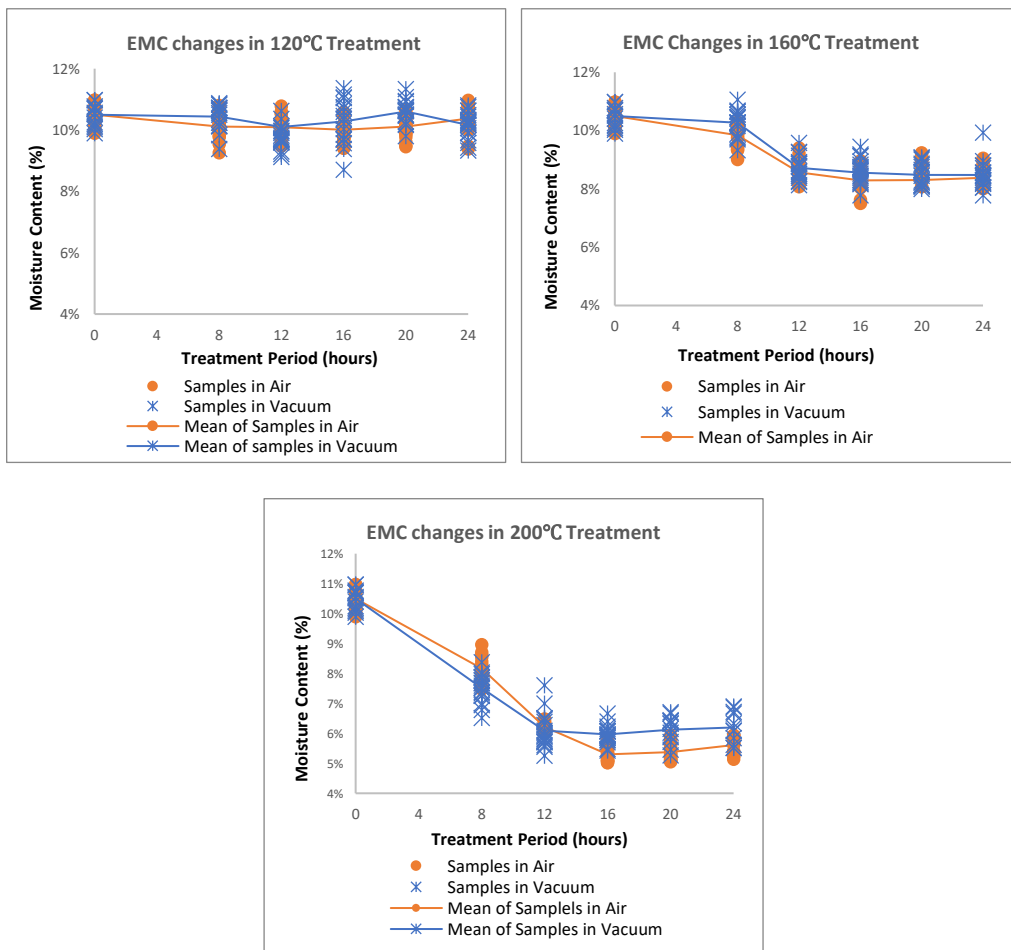 EMC changes in 120℃ Treatment
12%
10%
8%
6%
4%
Moisture Content (%)
0 4 8 12 16 20 24
Treatment Period (hours)
Samples in Air
Samples in Vacuum
Mean of Samples in Air
Mean of samples in Vacuum
EMC Changes in 160℃ Treatment
12%
10%
8%
6%
4%
Moisture Content (%)
0 4 8 12 16 20 24
Treatment Period (hours)
Samples in Air
Samples in Vacuum
Mean of Samples in Air
EMC changes in 200℃ Treatment
12%
11%
10%
9%
8%
7%
6%
5%
4%
Moisture Content (%)
0 4 8 12 16 20 24
Treatment Period (hours)
Samples in Air
Samples in Vacuum
Mean of Samplels in Air
Mean of Samples in Vacuum